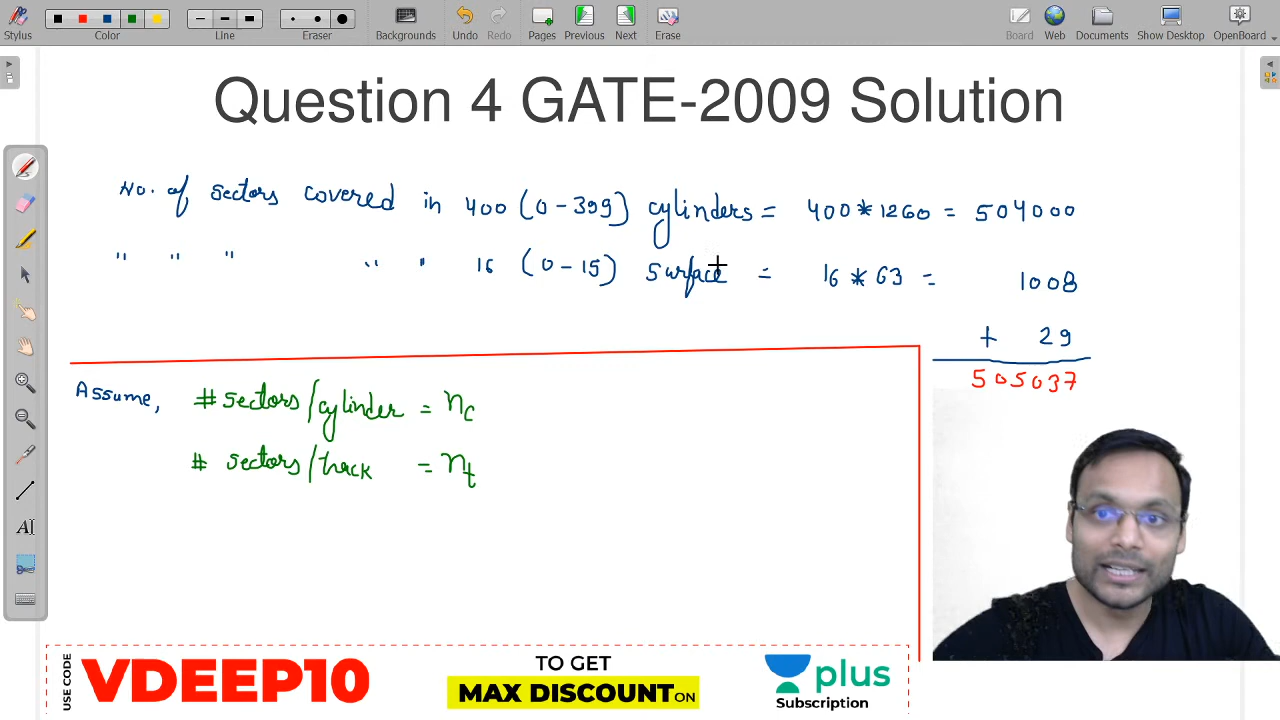 Stylus
Color
Line
Eraser
Backgrounds
Undo
Redo
Pages
Previous
Next
Erase
Board
Web
Documents
Show Desktop
OpenBoard
Question 4 GATE-2009 Solution
No. of sectors covered in 400 (0-399) cylinders = 400*1260 = 504000
" " " " " 16 (0-15) Surface = 16*63 = 1008
+ 29
505037
Assume, #sectors/cylinder = nc
# sectors/track = nt
USE CODE
VDEEP10
TO GET
MAX DISCOUNT ON
plus
Subscription